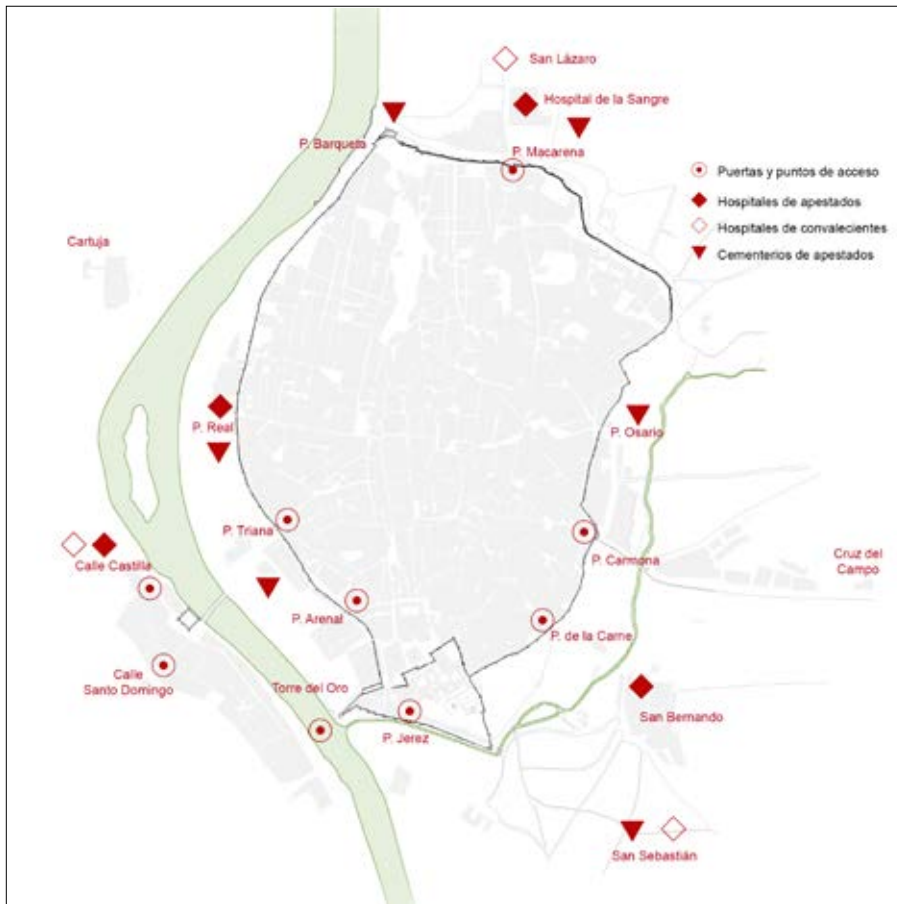 San Lázaro
Hospital de la Sangre
P. Barqueta
P. Macarena
Puertas y puntos de acceso
Hospitales de apestados
Hospitales de convalecientes
Cementerios de apestados
Cartuja
P. Real
P. Osario
P. Triana
P. Carmona
Calle Castilla
Cruz del
Campo
P. Arenal
P. de la Carne
Calle
Santo Domingo
Torre del Oro
P. Jerez
San Bernando
San Sebastián